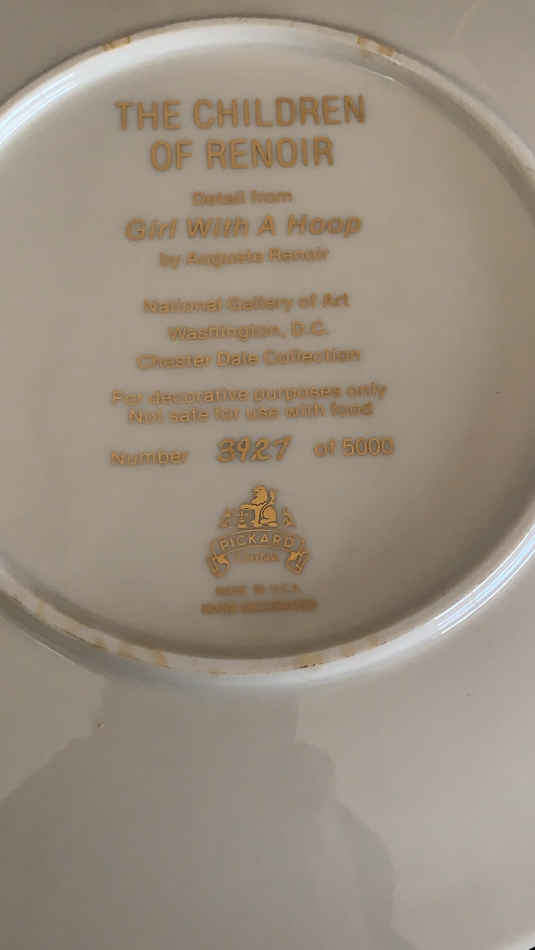 THE CHILDREN
OF RENOIR
Detail from
Girl With A Hoop
by Auguste Renoir
National Gallery of Art
Washington, D.C.
Chester Dale Collection
For decorative purposes only
Not safe for use with food
Number 3927 of 5000
PICKARD
CHINA
MADE IN U.S.A.